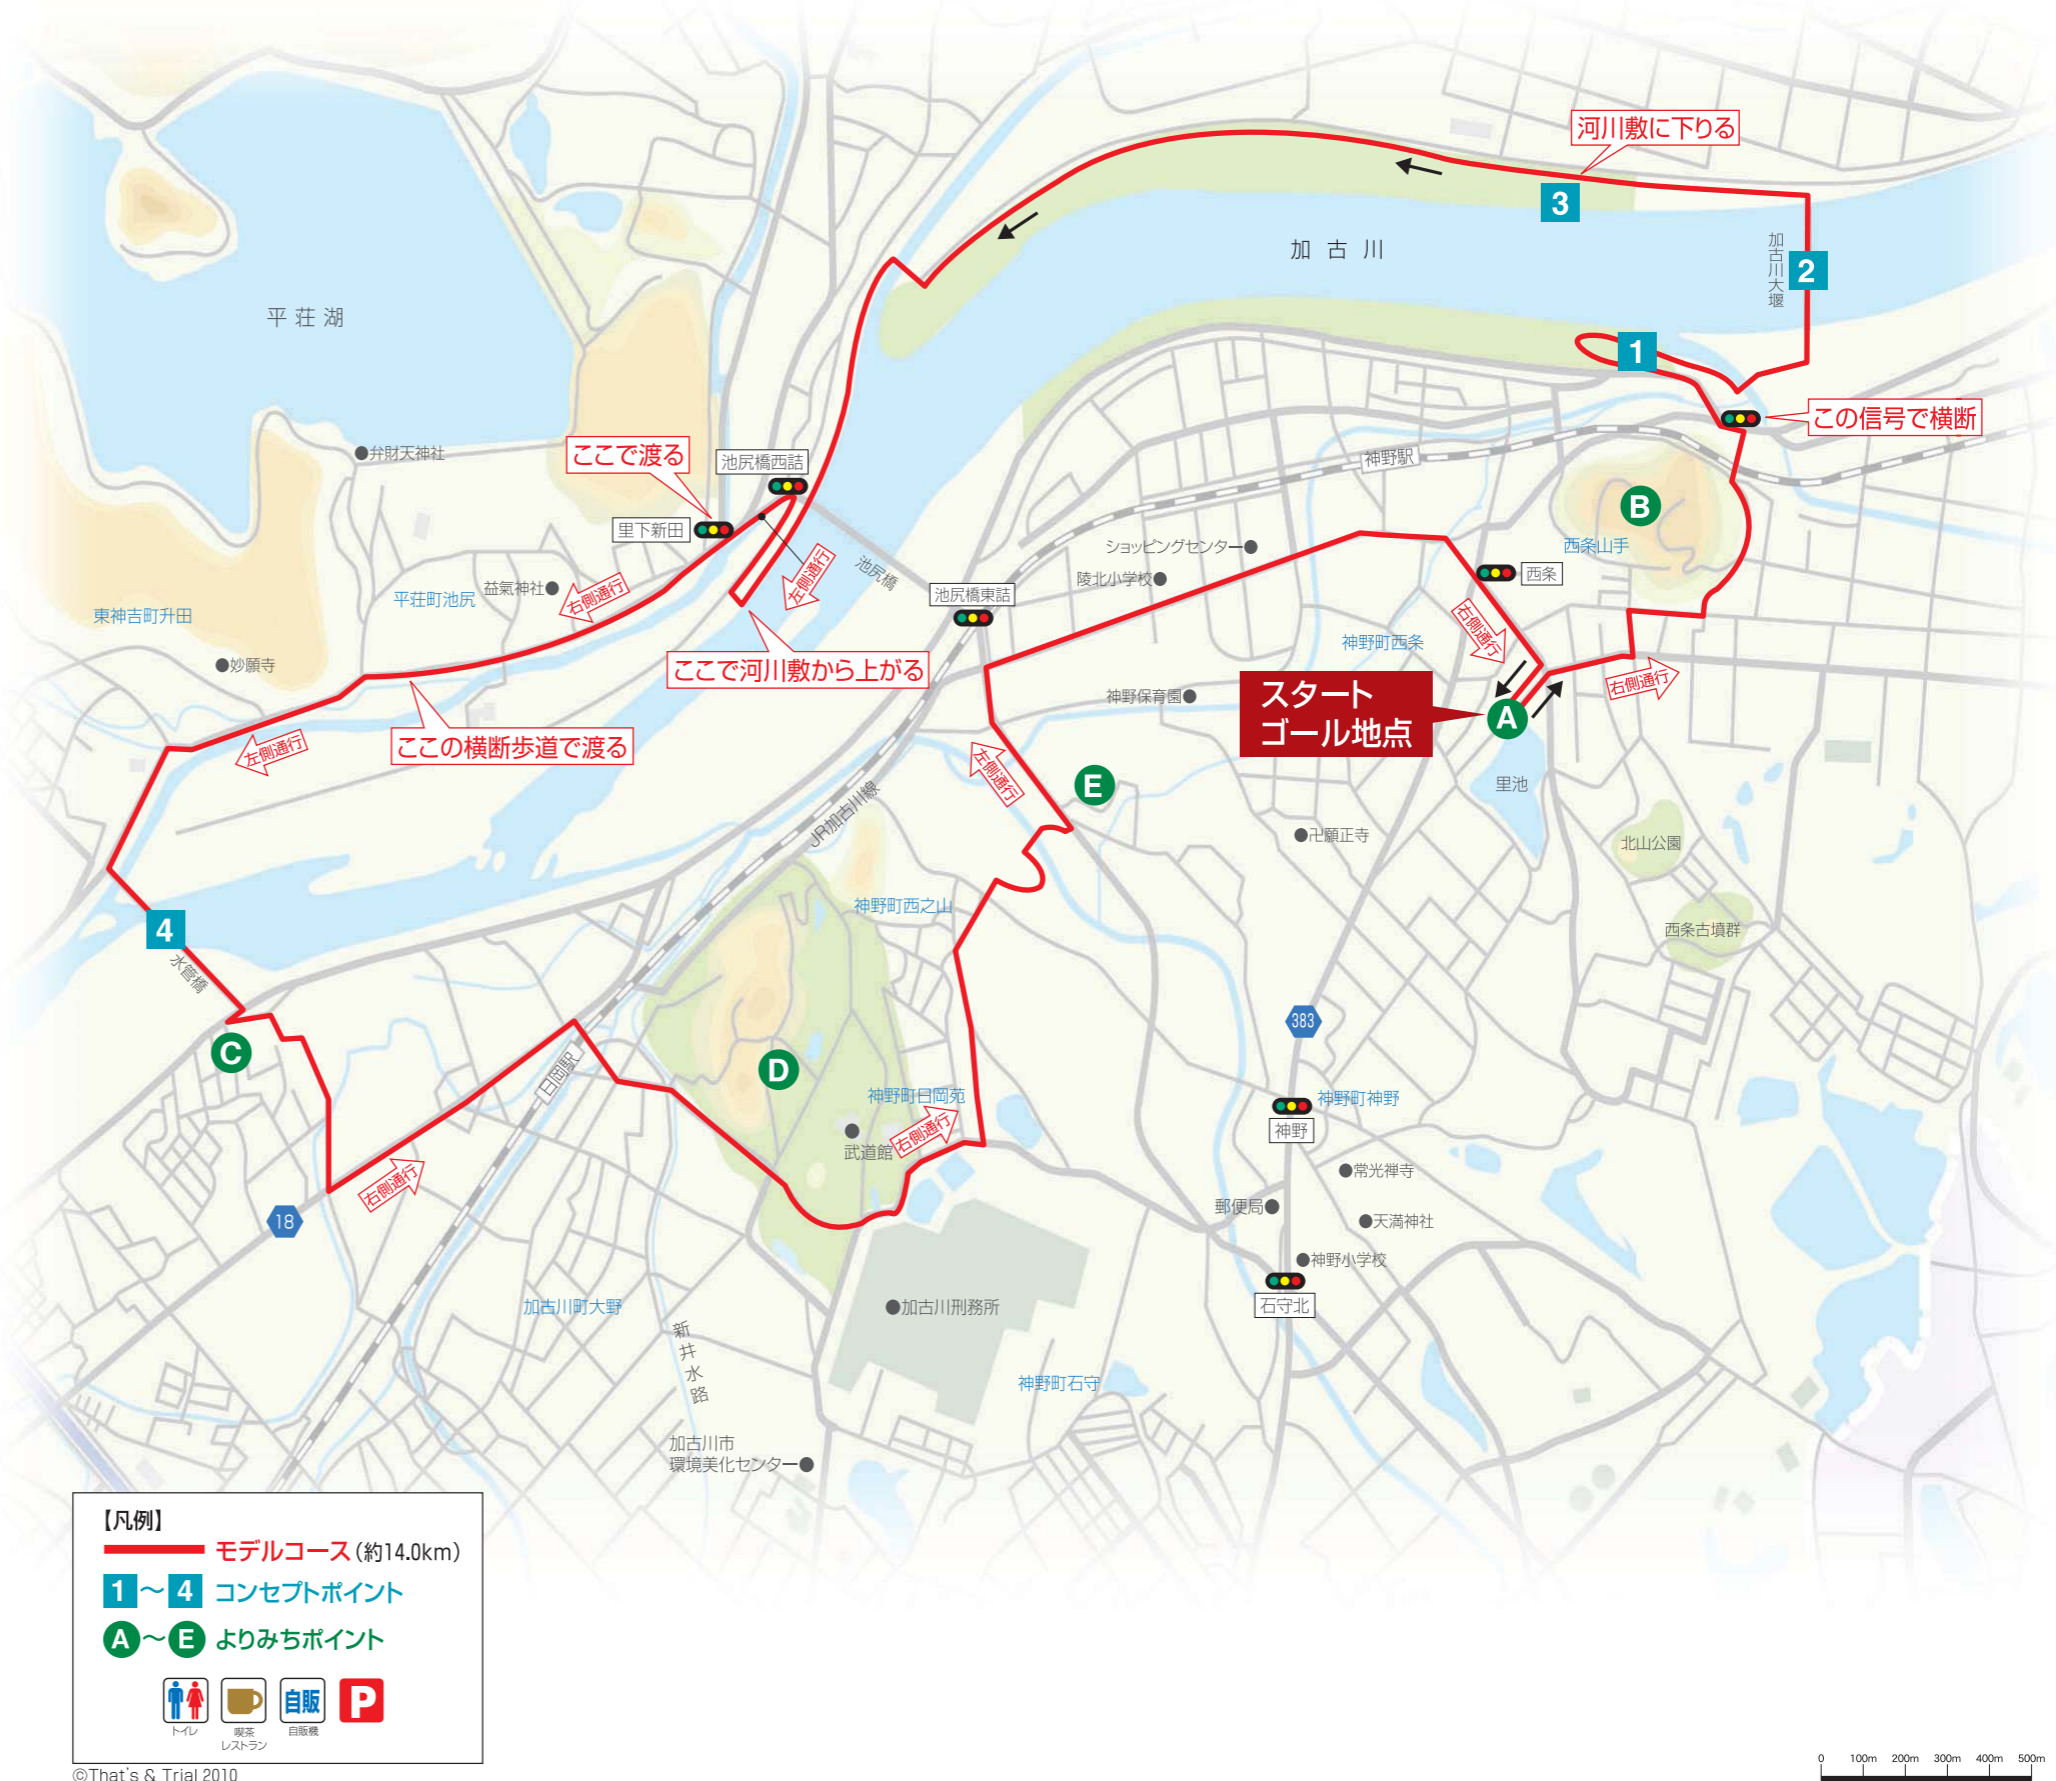 河川敷に下りる
3
加古川
加古川大堰
2
平荘湖
1
この信号で横断
弁財天神社
ここで渡る
池尻橋西詰
神野駅
B
里下新田
西条山手
ショッピングセンター
西条
左側通行
池尻橋
陵北小学校
益氣神社
右側通行
平荘町池尻
池尻橋東詰
東神吉町升田
右側通行
神野町西条
妙願寺
ここで河川敷から上がる
右側通行
神野保育園
スタート
ゴール地点
A
ここの横断歩道で渡る
左側通行
左側通行
E
里池
JR加古川線
卍願正寺
北山公園
神野町西之山
4
西条古墳群
水管橋
383
C
日岡駅
D
神野町日岡苑
神野町神野
右側通行
武道館
神野
常光禅寺
右側通行
郵便局
18
天満神社
神野小学校
加古川町大野
加古川刑務所
石守北
新井水路
神野町石守
加古川市
環境美化センター
【凡例】
モデルコース(約14.0km)
1〜4 コンセプトポイント
A〜E よりみちポイント
自販 P
トイレ 喫茶 自販機
レストラン
©That's & Trial 2010
0 100m 200m 300m 400m 500m